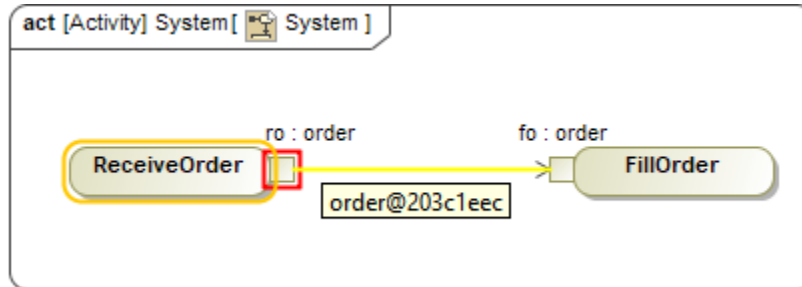 act [Activity] System[ System ]
ro : order
fo : order
ReceiveOrder
FillOrder
order@203c1eec